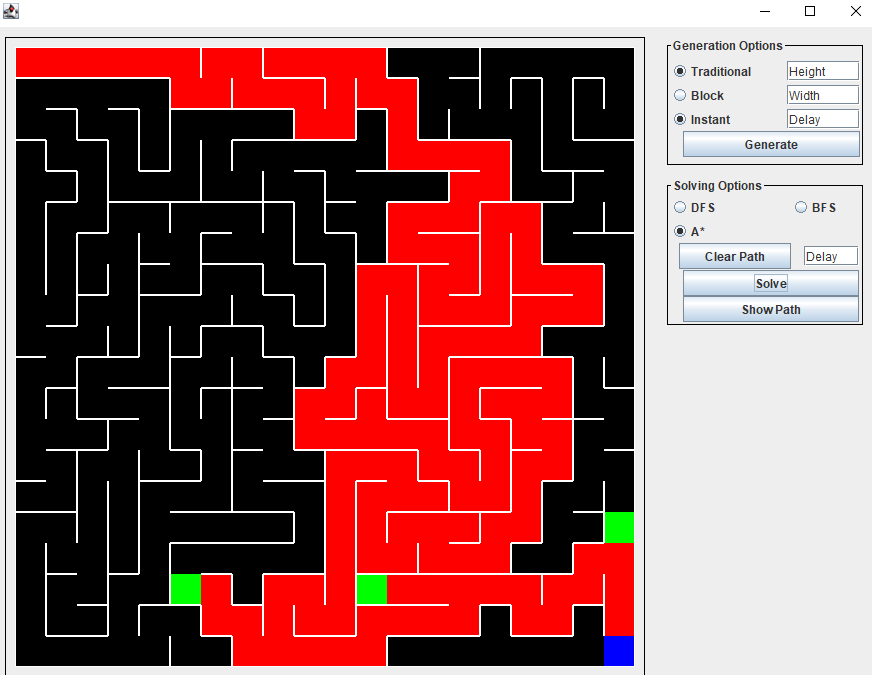 Generation Options
Traditional Height
Block Width
Instant Delay
Generate
Solving Options
DFS BFS
A*
Clear Path Delay
Solve
Show Path